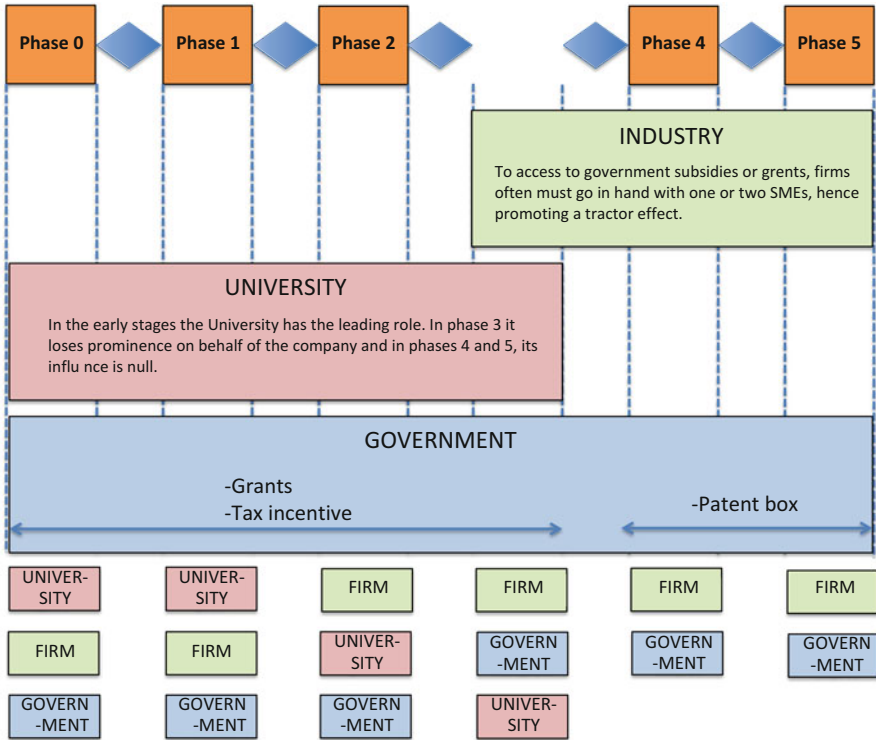 Phase 0 Phase 1 Phase 2 Phase 4 Phase 5
INDUSTRY
To access to government subsidies or grents, firms
often must go in hand with one or two SMEs, hence
promoting a tractor effect.
UNIVERSITY
In the early stages the University has the leading role. In phase 3 it
loses prominence on behalf of the company and in phases 4 and 5, its
influ nce is null.
GOVERNMENT
-Grants
-Tax incentive
-Patent box
UNIVER-
SITY
UNIVER-
SITY
FIRM
FIRM
FIRM
FIRM
FIRM
FIRM
UNIVER-
SITY
GOVERN
-MENT
GOVERN
-MENT
GOVERN
-MENT
GOVERN
-MENT
GOVERN
-MENT
GOVERN
-MENT
UNIVER-
SITY